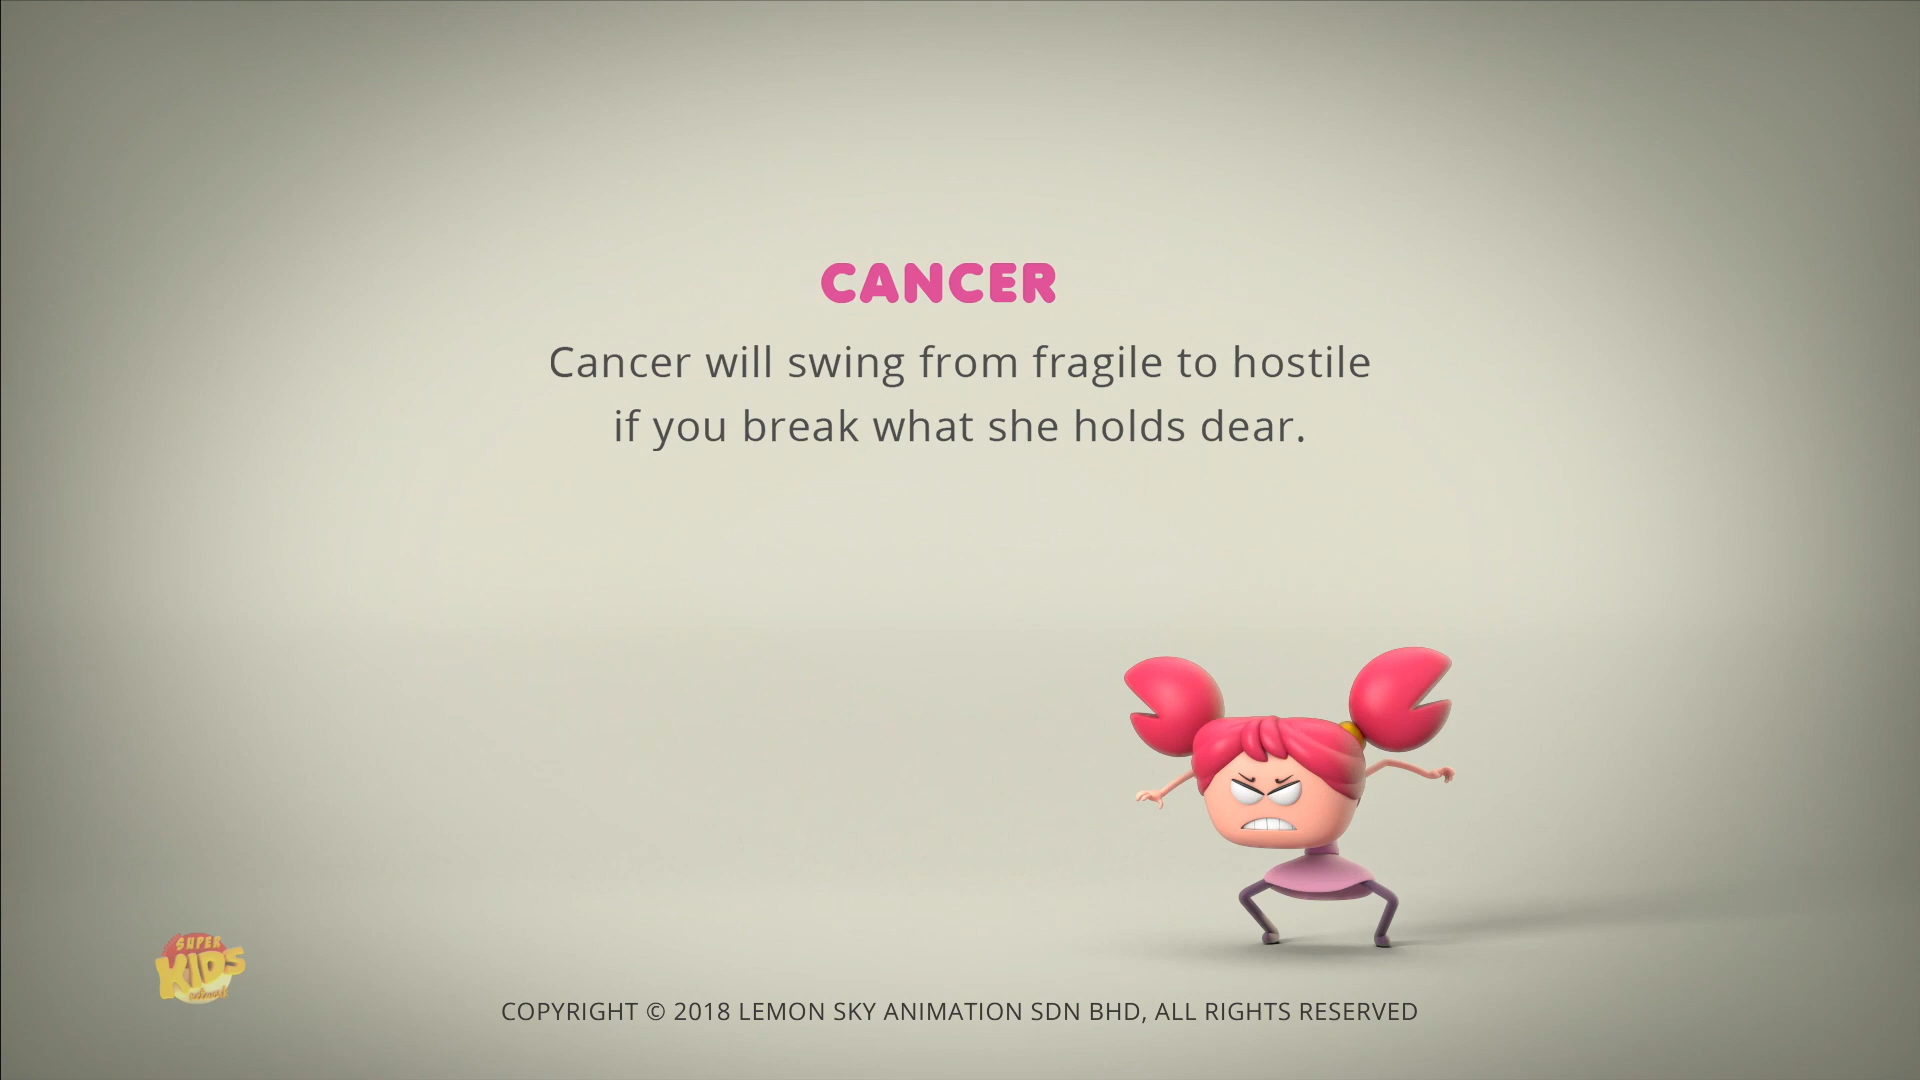 CANCER
Cancer will swing from fragile to hostile
if you break what she holds dear.
SUPER
KIDS
COPYRIGHT © 2018 LEMON SKY ANIMATION SDN BHD, ALL RIGHTS RESERVED